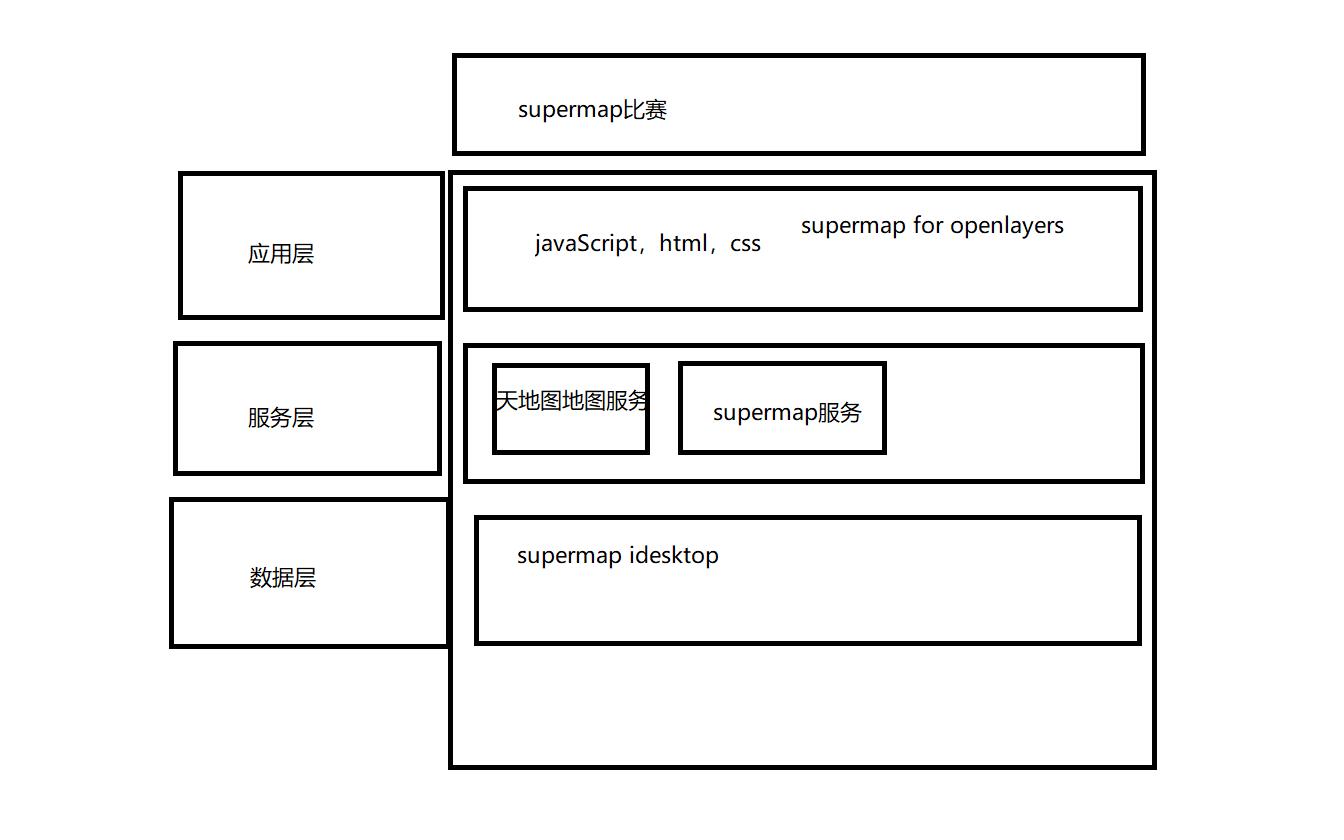 supermap比赛
应用层
javaScript，html，css
supermap for openlayers
服务层
天地图地图服务
supermap服务
数据层
supermap idesktop